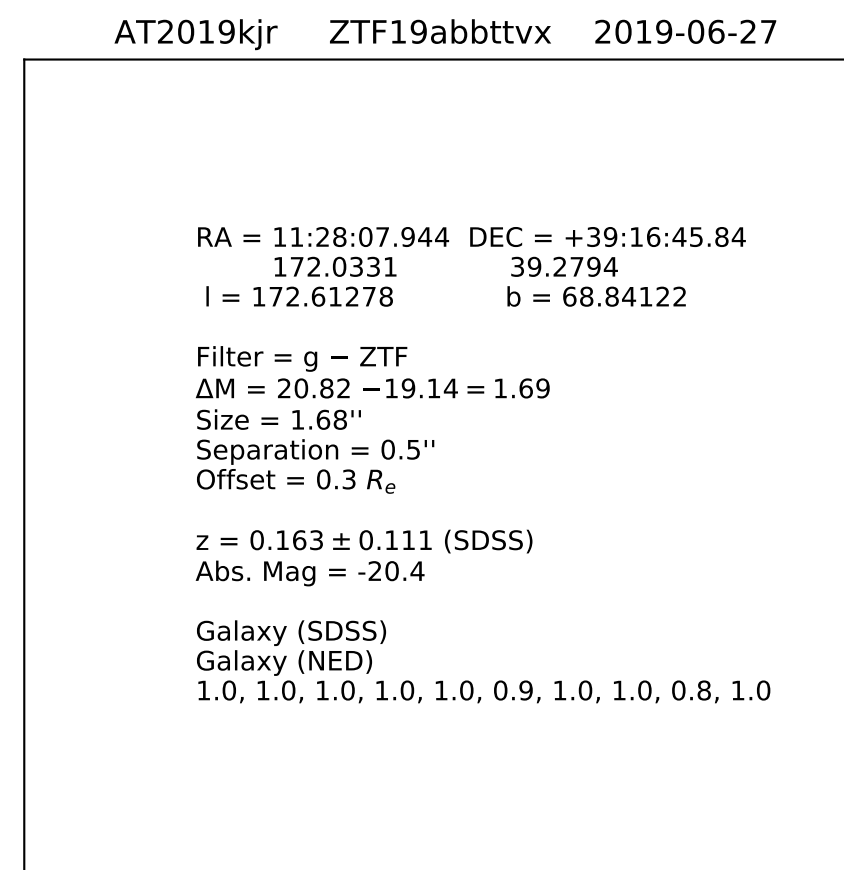 AT2019kjr ZTF19abbttvx 2019-06-27
RA = 11:28:07.944 DEC = +39:16:45.84
172.0331 39.2794
l = 172.61278 b = 68.84122
Filter = g − ZTF
ΔM = 20.82 −19.14 = 1.69
Size = 1.68''
Separation = 0.5''
Offset = 0.3 Re
z = 0.163 ± 0.111 (SDSS)
Abs. Mag = -20.4
Galaxy (SDSS)
Galaxy (NED)
1.0, 1.0, 1.0, 1.0, 1.0, 0.9, 1.0, 1.0, 0.8, 1.0